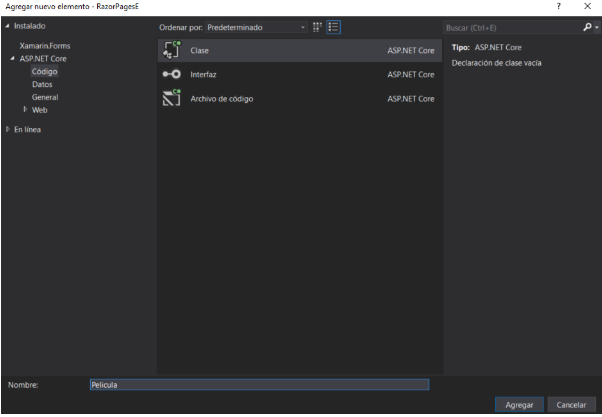 Agregar nuevo elemento - RazorPagesE
? ×
Instalado
Xamarin.Forms
ASP.NET Core
Código
Datos
General
Web
En línea
Ordenar por: Predeterminado
Clase ASP.NET Core
Interfaz ASP.NET Core
Archivo de código ASP.NET Core
Buscar (Ctrl+E)
Tipo: ASP.NET Core
Declaración de clase vacía
Nombre: Pelicula
Agregar Cancelar